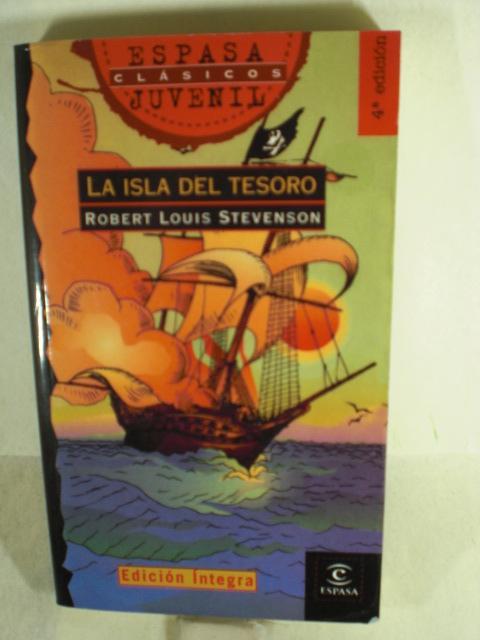 ESPASA
CLÁSICOS
JUVENIL
4ª edición
LA ISLA DEL TESORO
ROBERT LOUIS STEVENSON
Edición Íntegra
ESPASA